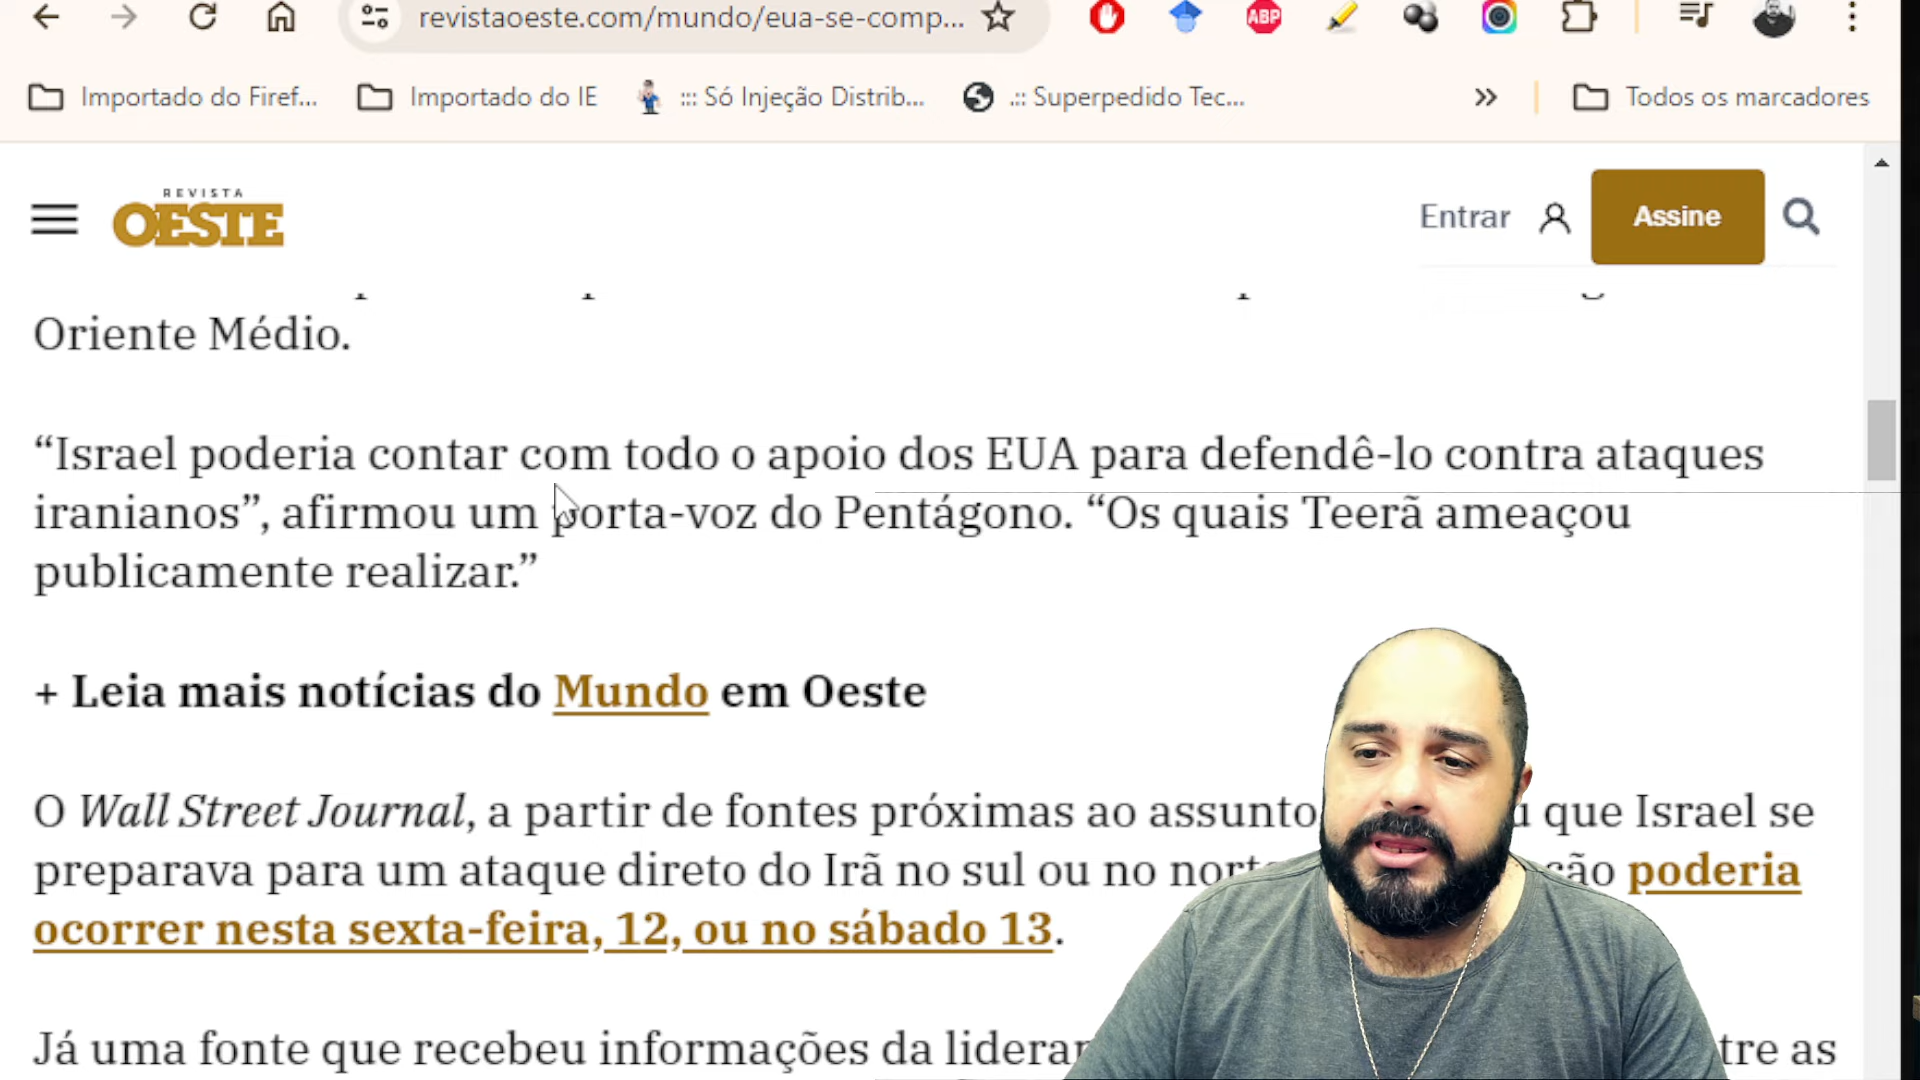 revistaoeste.com/mundo/eua-se-comp...
ABP
Importado do Firef...
Importado do IE
::: Só Injeção Distrib...
.:: Superpedido Tec...
»
Todos os marcadores
REVISTA
OESTE
Entrar
Assine
Oriente Médio.
“Israel poderia contar com todo o apoio dos EUA para defendê-lo contra ataques
iranianos”, afirmou um porta-voz do Pentágono. “Os quais Teerã ameaçou
publicamente realizar.”
+ Leia mais notícias do Mundo em Oeste
O Wall Street Journal, a partir de fontes próximas ao assunto que Israel se
preparava para um ataque direto do Irã no sul ou no poderia
ocorrer nesta sexta-feira, 12, ou no sábado 13.
Já uma fonte que recebeu informações da as